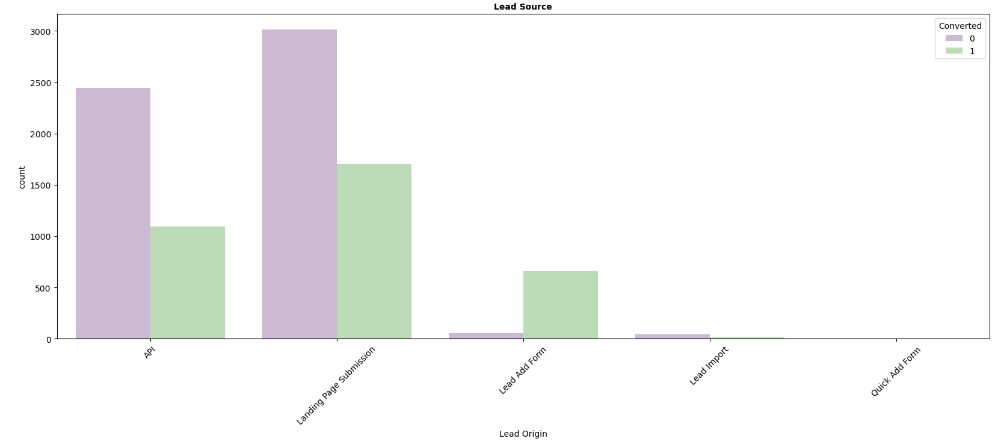 Lead Source
Converted
0
1
3000
2500
2000
1500
1000
500
0
count
API
Landing Page Submission
Lead Add Form
Lead Import
Quick Add Form
Lead Origin